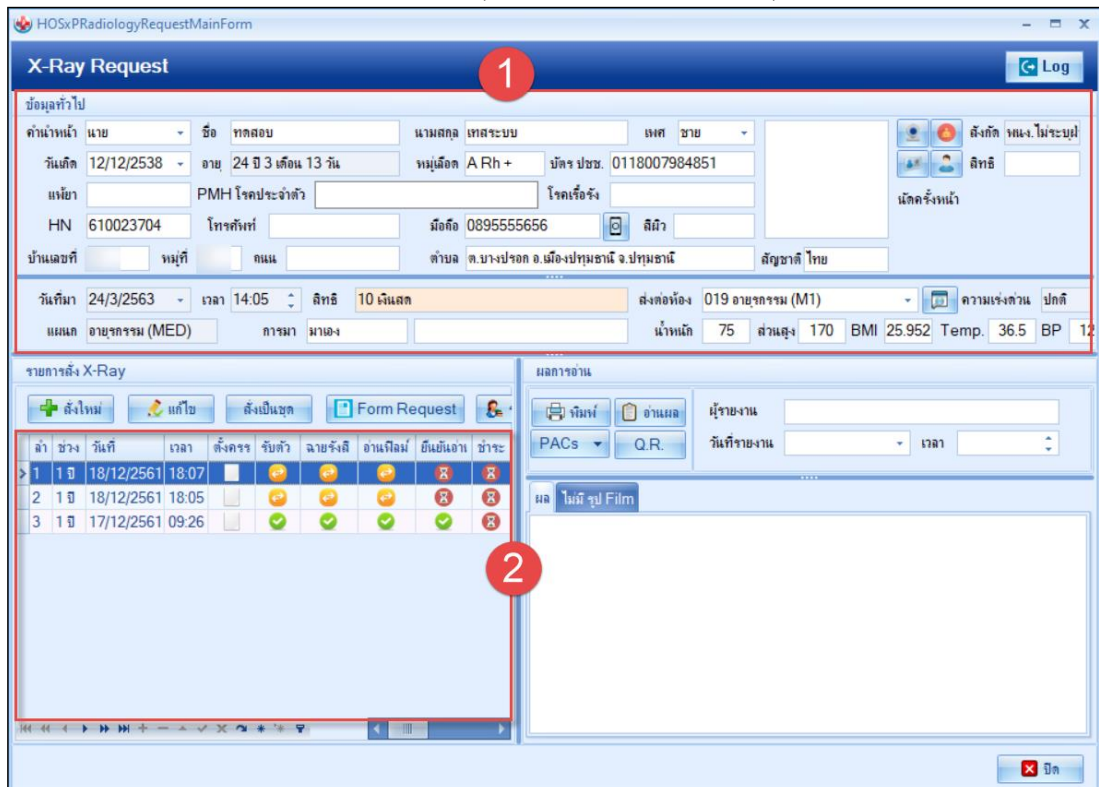 HOSxPRadiologyRequestMainForm
X-Ray Request
Log
1
ข้อมูลทั่วไป
คำนำหน้า นาย ชื่อ ทดสอบ นามสกุล เทสระบบ เพศ ชาย สังกัด
วันเกิด 12/12/2538 อายุ 24 ปี 3 เดือน 13 วัน หมู่เลือด A Rh + บัตร ปชช. 0118007984851 สิทธิ
แพ้ยา PMH โรคประจำตัว โรคเรื้อรัง นัดครั้งหน้า
HN 610023704 โทรศัพท์ มือถือ 0895555656 สีผิว
บ้านเลขที่ หมู่ที่ ถนน ตำบล ต.บางปรอก อ.เมืองปทุมธานี จ.ปทุมธานี สัญชาติ ไทย
วันที่มา 24/3/2563 เวลา 14:05 สิทธิ 10 เงินสด ส่งต่อห้อง 019 อายุรกรรม (M1) ความเร่งด่วน ปกติ
แผนก อายุรกรรม (MED) การมา มาเอง น้ำหนัก 75 ส่วนสูง 170 BMI 25.952 Temp. 36.5 BP 12
รายการสั่ง X-Ray
สั่งใหม่ แก้ไข สั่งเป็นชุด Form Request
ลำ ช่วง วันที่ เวลา ตั้งครร รับตัว ฉายรังสี อ่านฟิลม์ ยืนยันอ่าน ชำระ
1 1 ปี 18/12/2561 18:07
2 1 ปี 18/12/2561 18:05
3 1 ปี 17/12/2561 09:26
2
ผลการอ่าน
พิมพ์ อ่านผล ผู้รายงาน
PACs Q.R. วันที่รายงาน เวลา
ผล ไม่มี รูป Film
ปิด